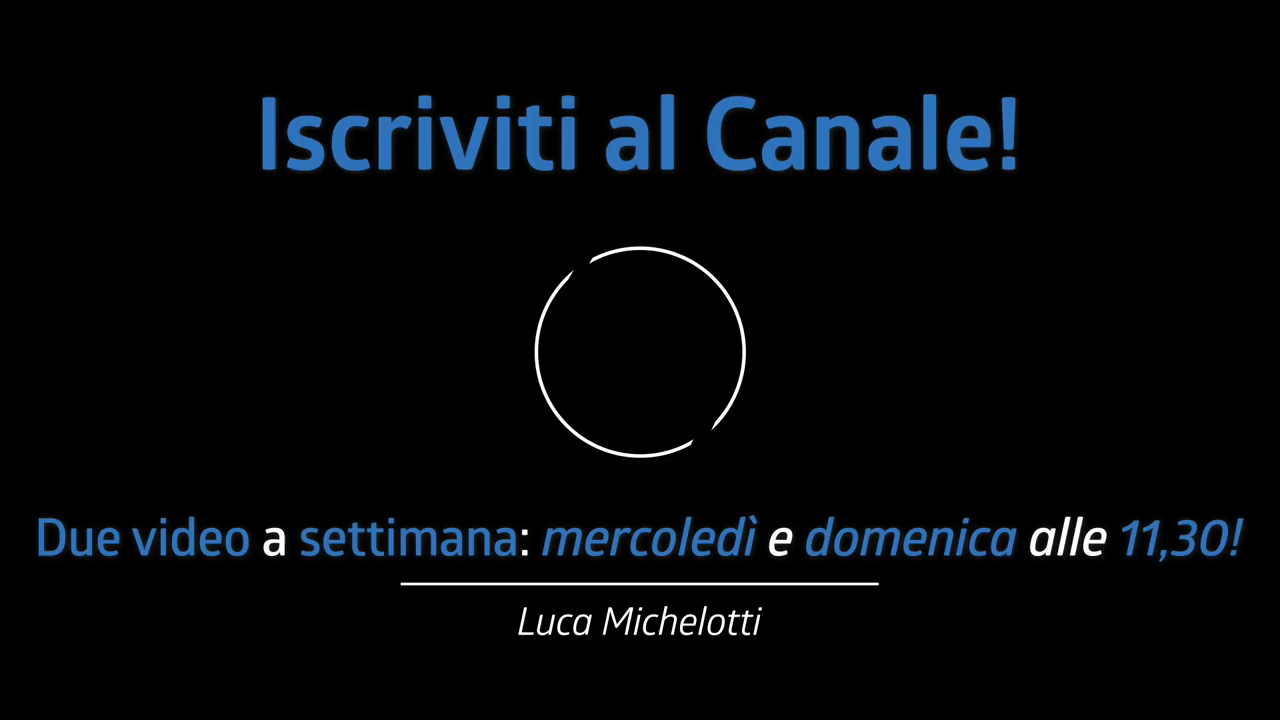 Iscriviti al Canale!
Due video a settimana: mercoledì e domenica alle 11,30!
Luca Michelotti